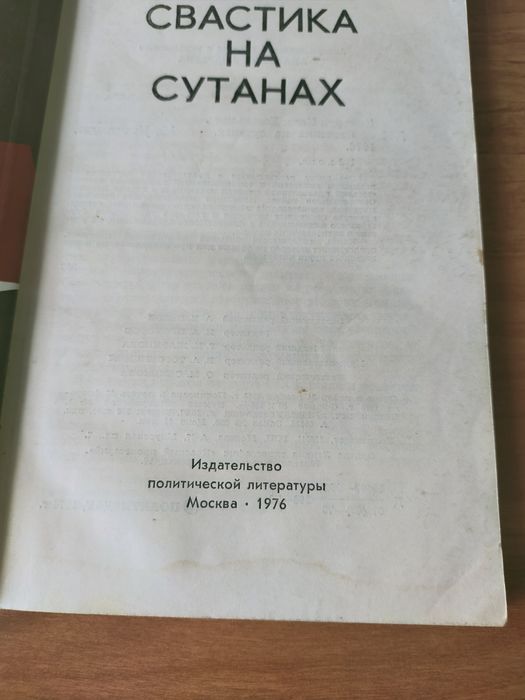 СВАСТИКА
НА
СУТАНАХ
Издательство
политической литературы
Москва · 1976